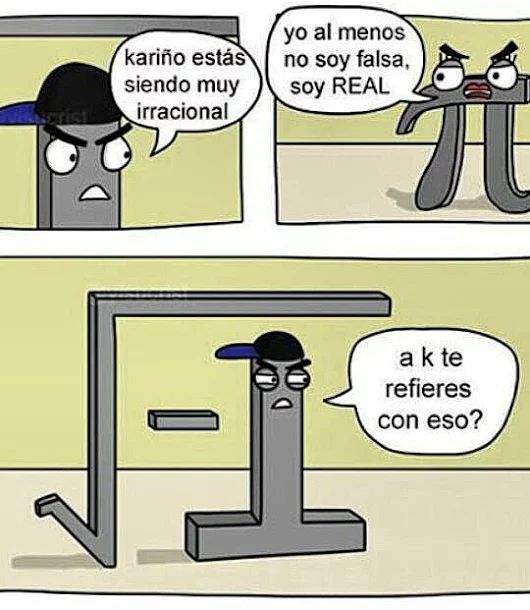 kariño estás
siendo muy
irracional
yo al menos
no soy falsa,
soy REAL
a k te
refieres
con eso?